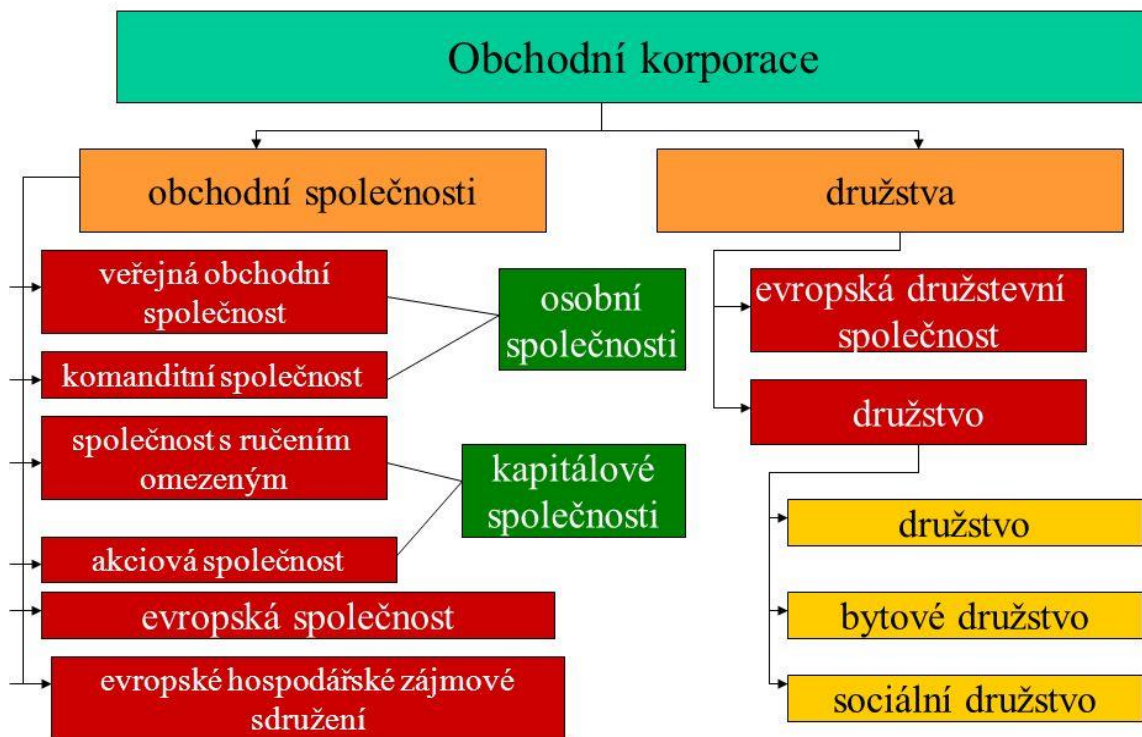 Obchodní korporace
obchodní společnosti
družstva
veřejná obchodní
společnost
komanditní společnost
společnost s ručením
omezeným
akciová společnost
evropská společnost
evropské hospodářské zájmové
sdružení
osobní
společnosti
kapitálové
společnosti
evropská družstevní
společnost
družstvo
družstvo
bytové družstvo
sociální družstvo